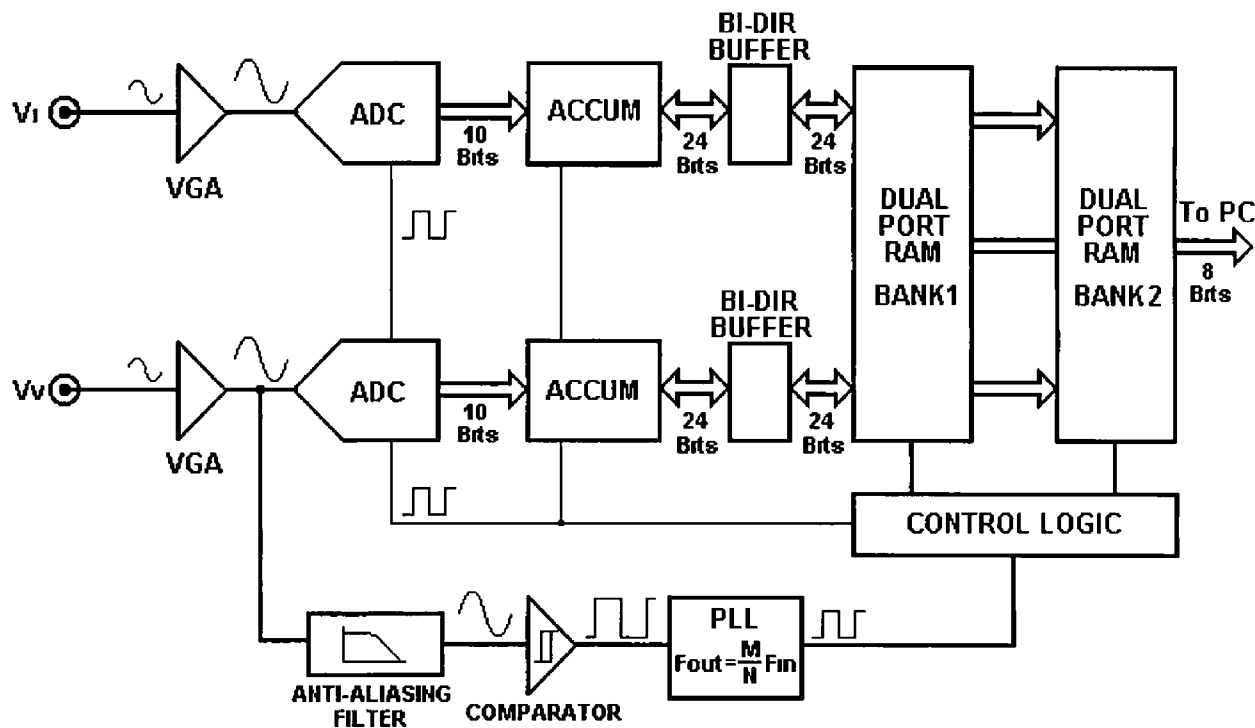 VI
VGA
ADC
10
Bits
ACCUM
24
Bits
BI-DIR
BUFFER
24
Bits
DUAL
PORT
RAM
BANK1
DUAL
PORT
RAM
BANK2
To PC
8
Bits
VV
VGA
ADC
10
Bits
ACCUM
24
Bits
BI-DIR
BUFFER
24
Bits
CONTROL LOGIC
ANTI-ALIASING
FILTER
COMPARATOR
PLL
Fout=M/N Fin